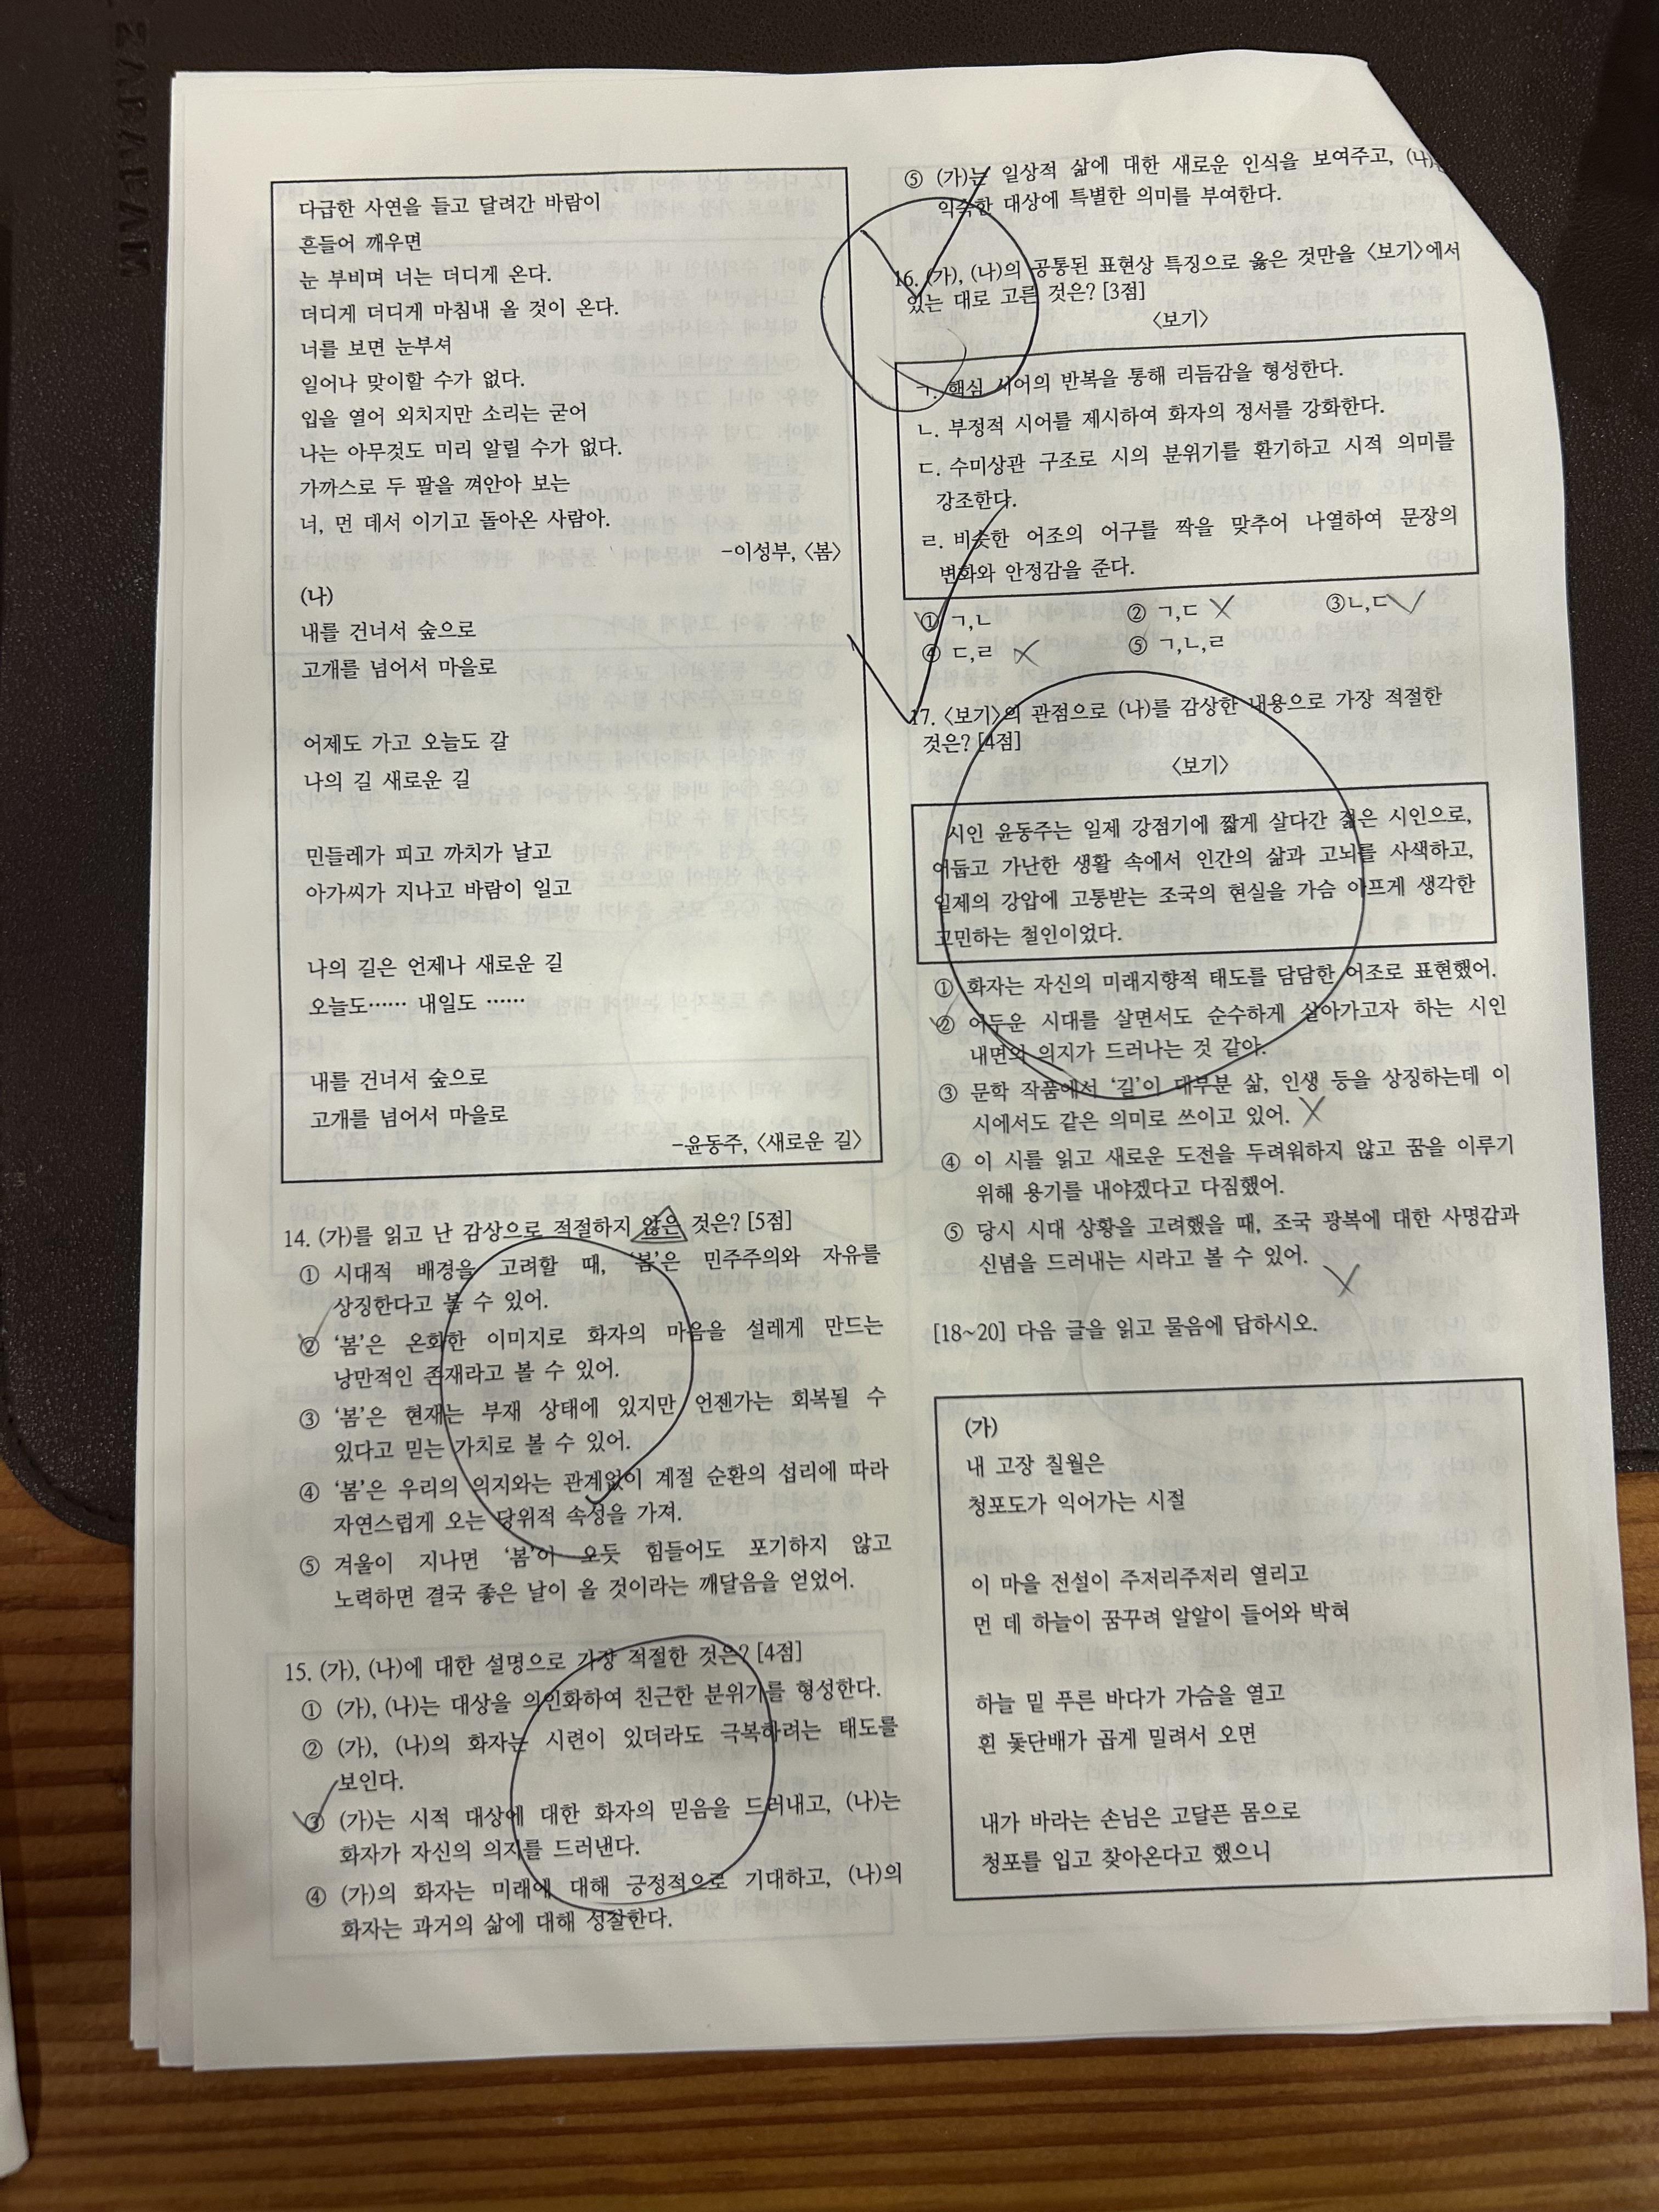 다급한 사연을 들고 달려간 바람이
흔들어 깨우면
눈 부비며 너는 더디게 온다.
더디게 더디게 마침내 올 것이 온다.
너를 보면 눈부셔
일어나 맞이할 수가 없다.
입을 열어 외치지만 소리는 굳어
나는 아무것도 미리 알릴 수가 없다.
가까스로 두 팔을 껴안아 보는
너, 먼 데서 이기고 돌아온 사람아.
-이성부, <봄>
(나)
내를 건너서 숲으로
고개를 넘어서 마을로
어제도 가고 오늘도 갈
나의 길 새로운 길
민들레가 피고 까치가 날고
아가씨가 지나고 바람이 일고
나의 길은 언제나 새로운 길
오늘도…… 내일도 ……
내를 건너서 숲으로
고개를 넘어서 마을로
-윤동주, <새로운 길>
14. (가)를 읽고 난 감상으로 적절하지 않은 것은? [5점]
① 시대적 배경을 고려할 때, '봄'은 민주주의와 자유를
상징한다고 볼 수 있어.
② '봄'은 온화한 이미지로 화자의 마음을 설레게 만드는
낭만적인 존재라고 볼 수 있어.
③ '봄'은 현재는 부재 상태에 있지만 언젠가는 회복될 수
있다고 믿는 가치로 볼 수 있어.
④ '봄'은 우리의 의지와는 관계없이 계절 순환의 섭리에 따라
자연스럽게 오는 당위적 속성을 가져.
⑤ 겨울이 지나면 '봄'이 오듯 힘들어도 포기하지 않고
노력하면 결국 좋은 날이 올 것이라는 깨달음을 얻었어.
15. (가), (나)에 대한 설명으로 가장 적절한 것은? [4점]
① (가), (나)는 대상을 의인화하여 친근한 분위기를 형성한다.
② (가), (나)의 화자는 시련이 있더라도 극복하려는 태도를
보인다.
③ (가)는 시적 대상에 대한 화자의 믿음을 드러내고, (나)는
화자가 자신의 의지를 드러낸다.
④ (가)의 화자는 미래에 대해 긍정적으로 기대하고, (나)의
화자는 과거의 삶에 대해 성찰한다.
⑤ (가)는 일상적 삶에 대한 새로운 인식을 보여주고, (나)는
익숙한 대상에 특별한 의미를 부여한다.
16. (가), (나)의 공통된 표현상 특징으로 옳은 것만을 <보기>에서
있는 대로 고른 것은? [3점]
<보기>
ㄱ. 핵심 시어의 반복을 통해 리듬감을 형성한다.
ㄴ. 부정적 시어를 제시하여 화자의 정서를 강화한다.
ㄷ. 수미상관 구조로 시의 분위기를 환기하고 시적 의미를
강조한다.
ㄹ. 비슷한 어조의 어구를 짝을 맞추어 나열하여 문장의
변화와 안정감을 준다.
① ㄱ,ㄴ ② ㄱ,ㄷ ③ㄴ,ㄷ
④ ㄷ,ㄹ ⑤ ㄱ,ㄴ,ㄹ
17. <보기>의 관점으로 (나)를 감상한 내용으로 가장 적절한
것은? [4점]
<보기>
시인 윤동주는 일제 강점기에 짧게 살다간 젊은 시인으로,
어둡고 가난한 생활 속에서 인간의 삶과 고뇌를 사색하고,
일제의 강압에 고통받는 조국의 현실을 가슴 아프게 생각한
고민하는 철인이었다.
① 화자는 자신의 미래지향적 태도를 담담한 어조로 표현했어.
② 어두운 시대를 살면서도 순수하게 살아가고자 하는 시인
내면의 의지가 드러나는 것 같아.
③ 문학 작품에서 '길'이 대부분 삶, 인생 등을 상징하는데 이
시에서도 같은 의미로 쓰이고 있어.
④ 이 시를 읽고 새로운 도전을 두려워하지 않고 꿈을 이루기
위해 용기를 내야겠다고 다짐했어.
⑤ 당시 시대 상황을 고려했을 때, 조국 광복에 대한 사명감과
신념을 드러내는 시라고 볼 수 있어.
[18~20] 다음 글을 읽고 물음에 답하시오.
(가)
내 고장 칠월은
청포도가 익어가는 시절
이 마을 전설이 주저리주저리 열리고
먼 데 하늘이 꿈꾸려 알알이 들어와 박혀
하늘 밑 푸른 바다가 가슴을 열고
흰 돛단배가 곱게 밀려서 오면
내가 바라는 손님은 고달픈 몸으로
청포를 입고 찾아온다고 했으니